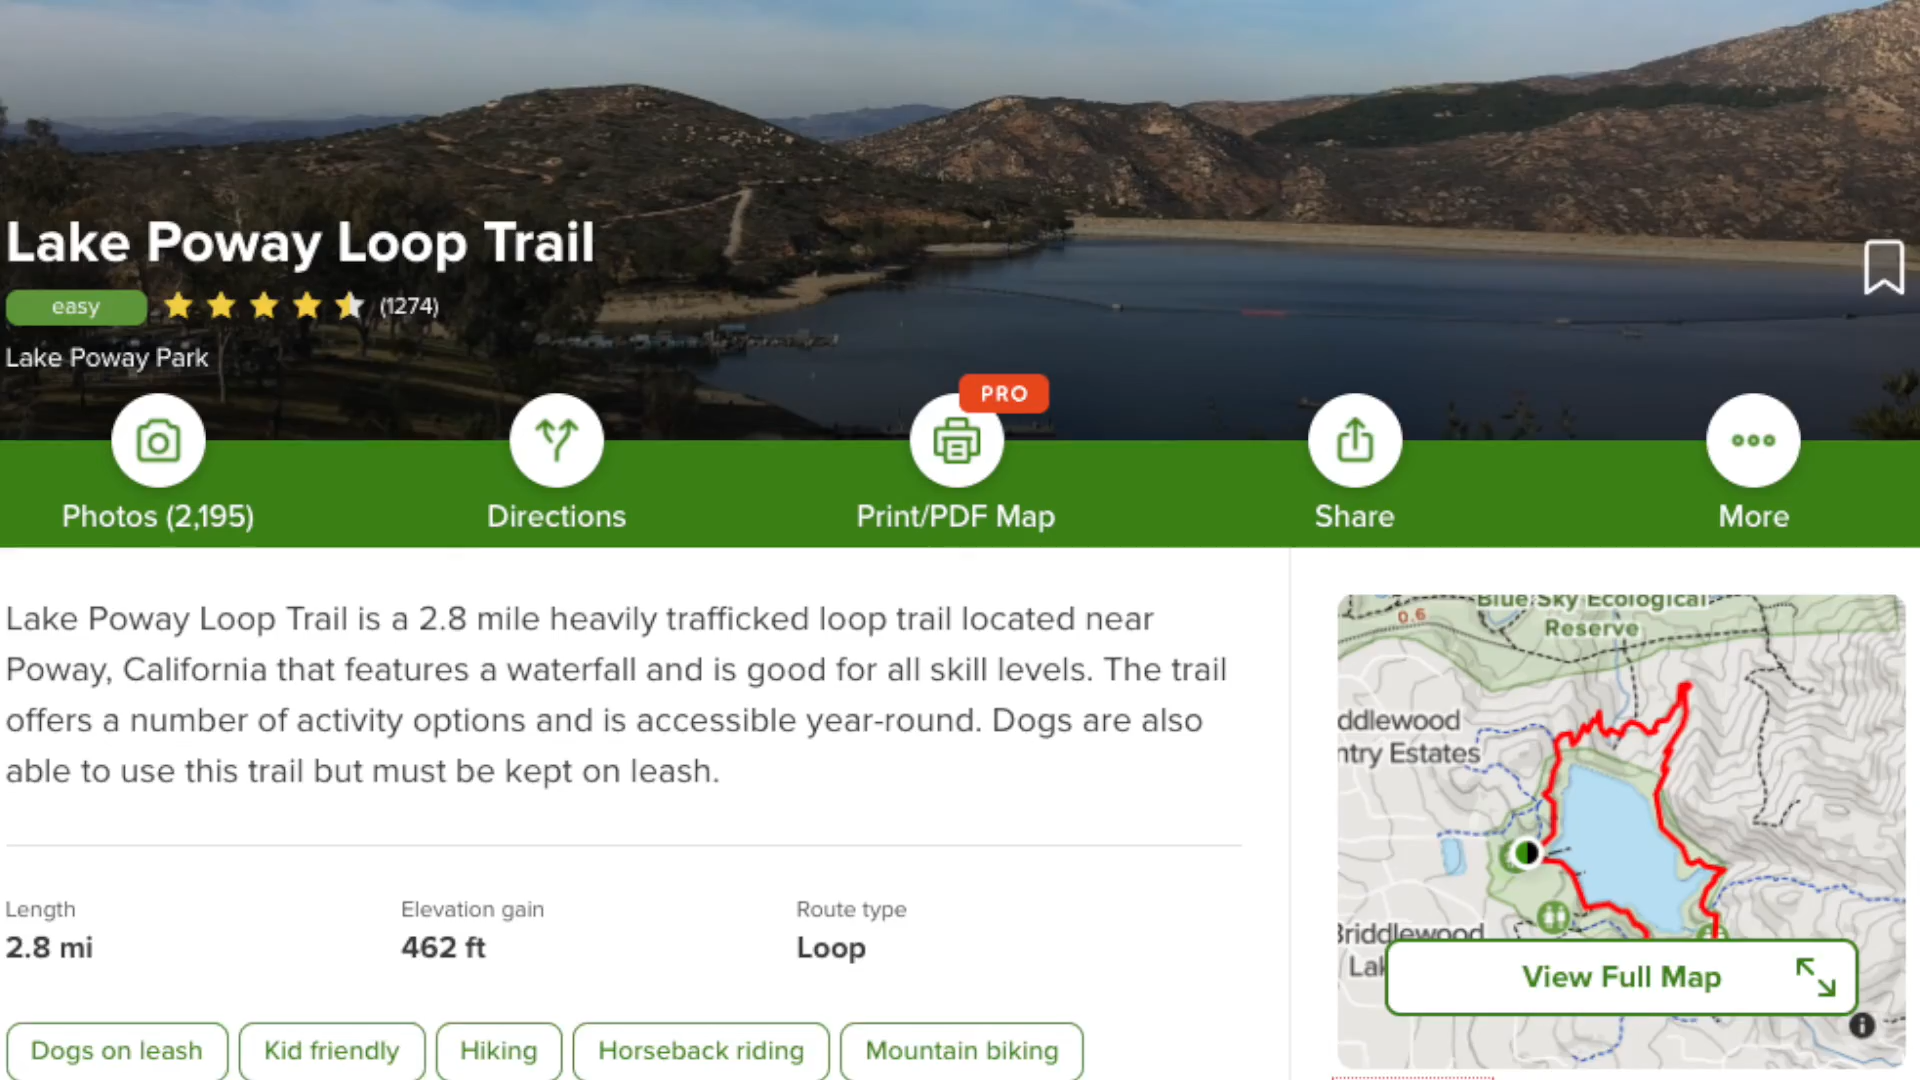 Lake Poway Loop Trail
easy (1274)
Lake Poway Park
PRO
Photos (2,195)
Directions
Print/PDF Map
Share
More
Lake Poway Loop Trail is a 2.8 mile heavily trafficked loop trail located near
Poway, California that features a waterfall and is good for all skill levels. The trail
offers a number of activity options and is accessible year-round. Dogs are also
able to use this trail but must be kept on leash.
Length
2.8 mi
Elevation gain
462 ft
Route type
Loop
Dogs on leash
Kid friendly
Hiking
Horseback riding
Mountain biking
Blue Sky Ecological
Reserve
0.6
ddlewood
ntry Estates
Briddlewood
Lak
View Full Map